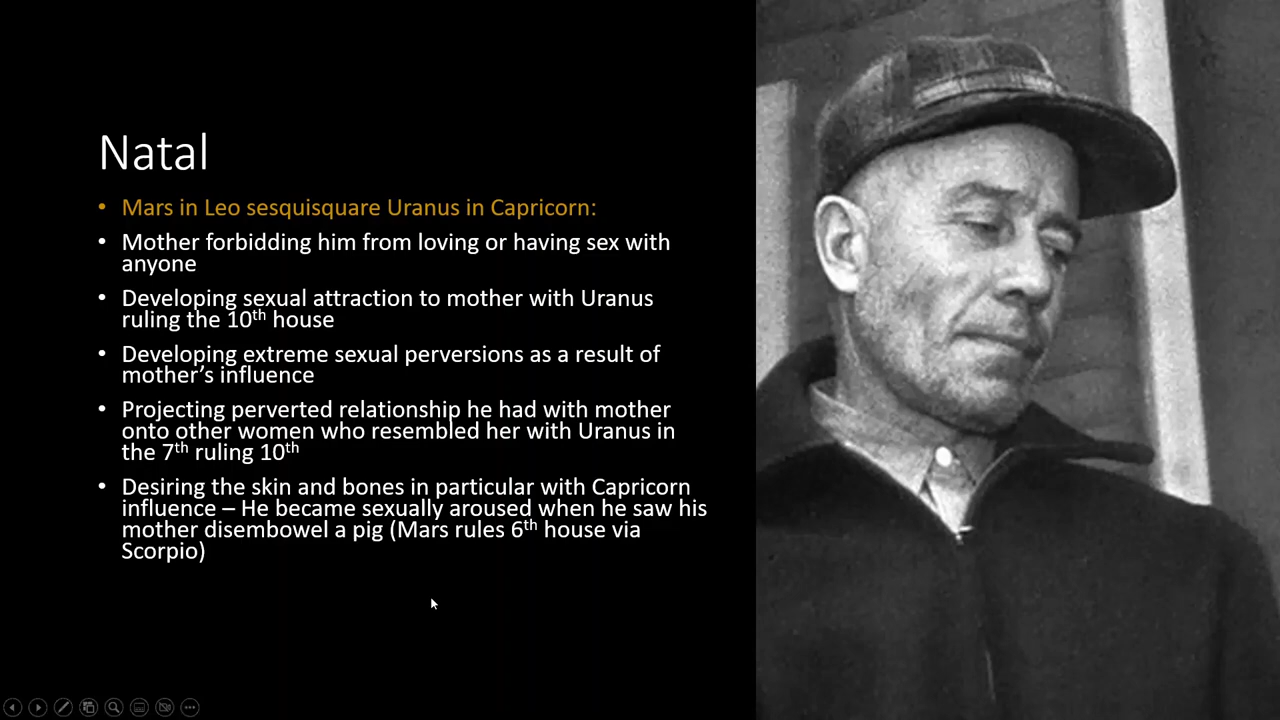 Natal
• Mars in Leo sesquisquare Uranus in Capricorn:
• Mother forbidding him from loving or having sex with
anyone
• Developing sexual attraction to mother with Uranus
ruling the 10th house
• Developing extreme sexual perversions as a result of
mother’s influence
• Projecting perverted relationship he had with mother
onto other women who resembled her with Uranus in
the 7th ruling 10th
• Desiring the skin and bones in particular with Capricorn
influence – He became sexually aroused when he saw his
mother disembowel a pig (Mars rules 6th house via
Scorpio)